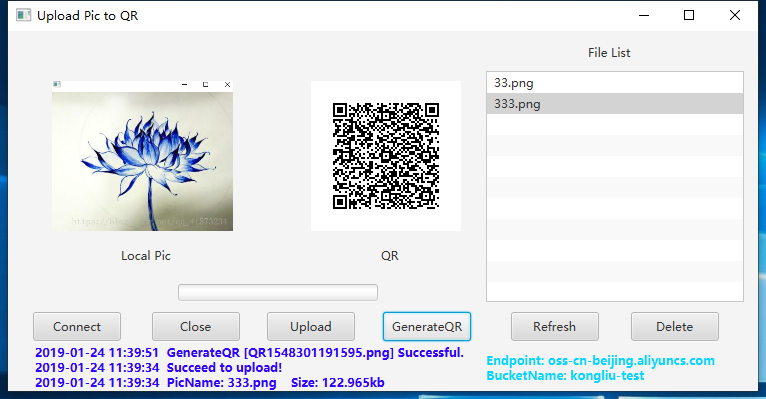 Upload Pic to QR
File List
33.png
333.png
Local Pic
QR
Connect
Close
Upload
GenerateQR
Refresh
Delete
2019-01-24 11:39:51 GenerateQR [QR1548301191595.png] Successful.
2019-01-24 11:39:34 Succeed to upload!
2019-01-24 11:39:34 PicName: 333.png Size: 122.965kb
Endpoint: oss-cn-beijing.aliyuncs.com
BucketName: kongliu-test